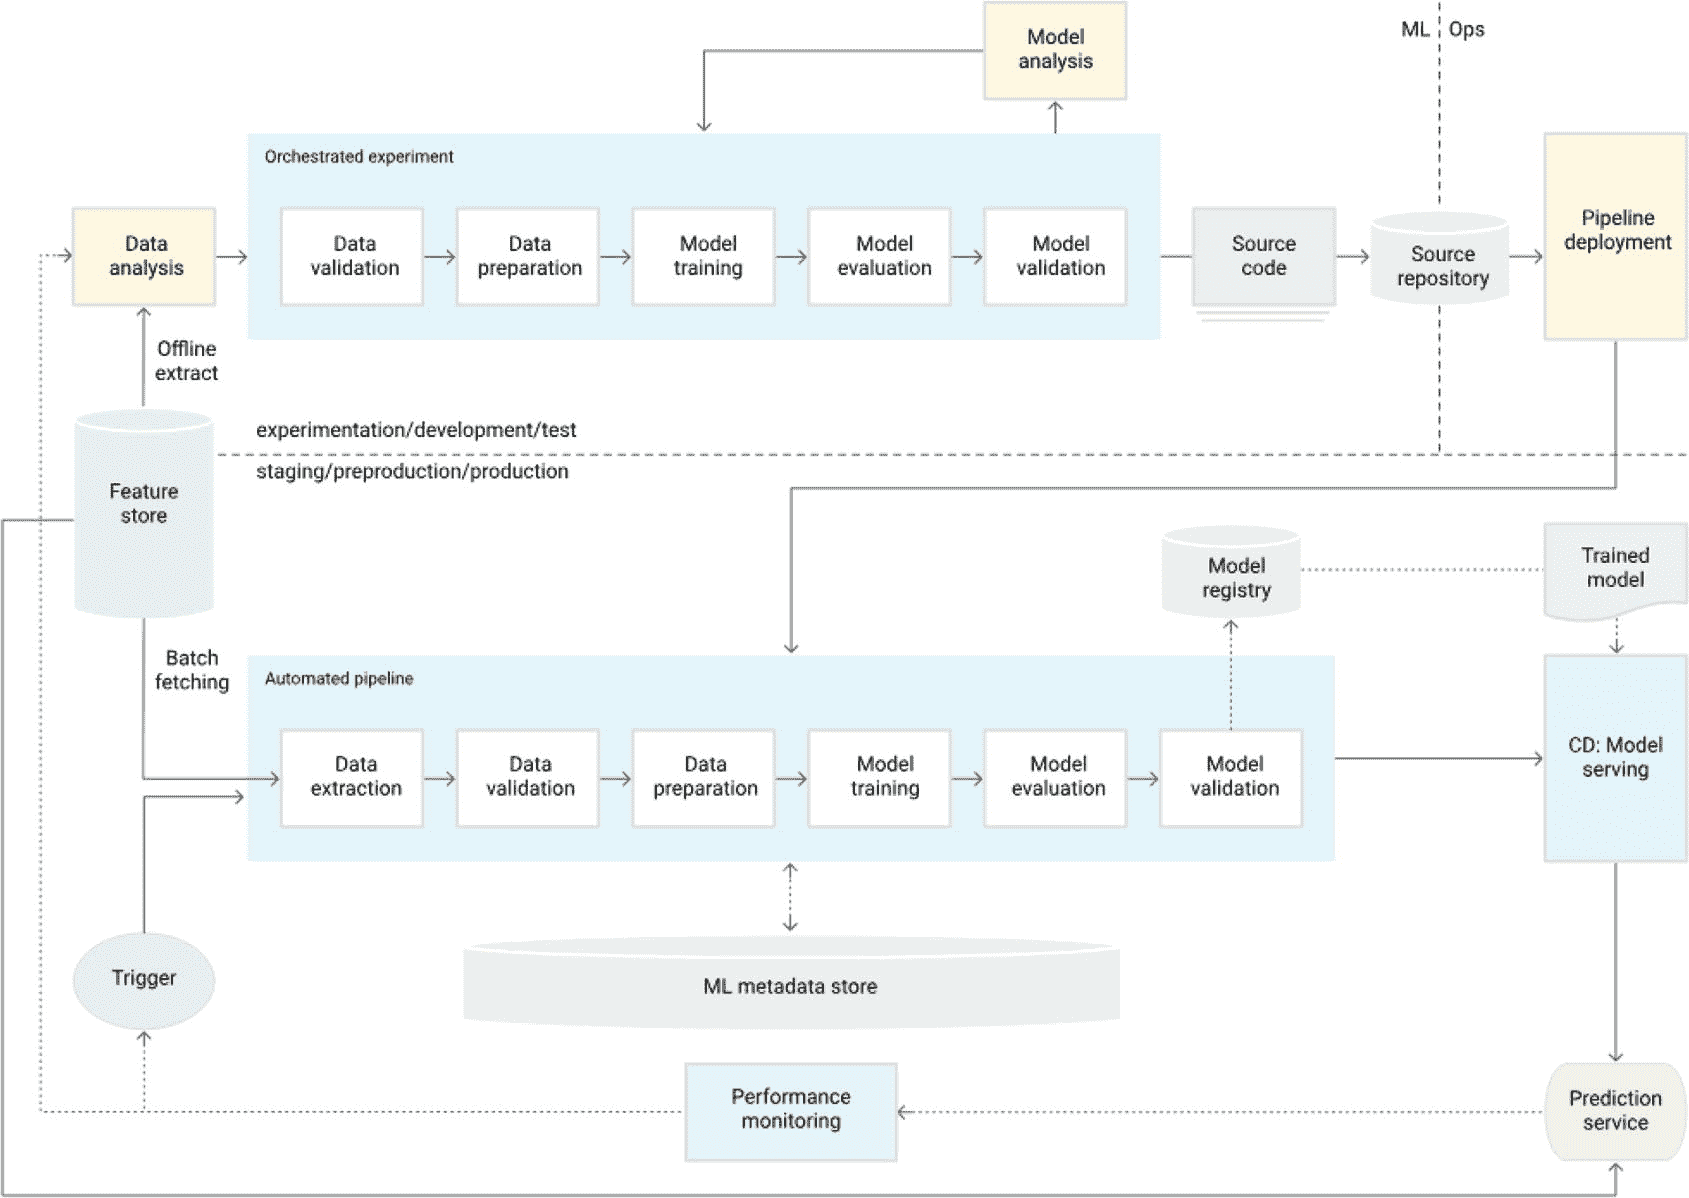 Model
analysis
ML
Ops
Orchestrated experiment
Data
analysis
Data
validation
Data
preparation
Model
training
Model
evaluation
Model
validation
Source
code
Source
repository
Pipeline
deployment
Offline
extract
experimentation/development/test
staging/preproduction/production
Feature
store
Model
registry
Trained
model
Batch
fetching
Automated pipeline
Data
extraction
Data
validation
Data
preparation
Model
training
Model
evaluation
Model
validation
CD: Model
serving
Trigger
ML metadata store
Performance
monitoring
Prediction
service